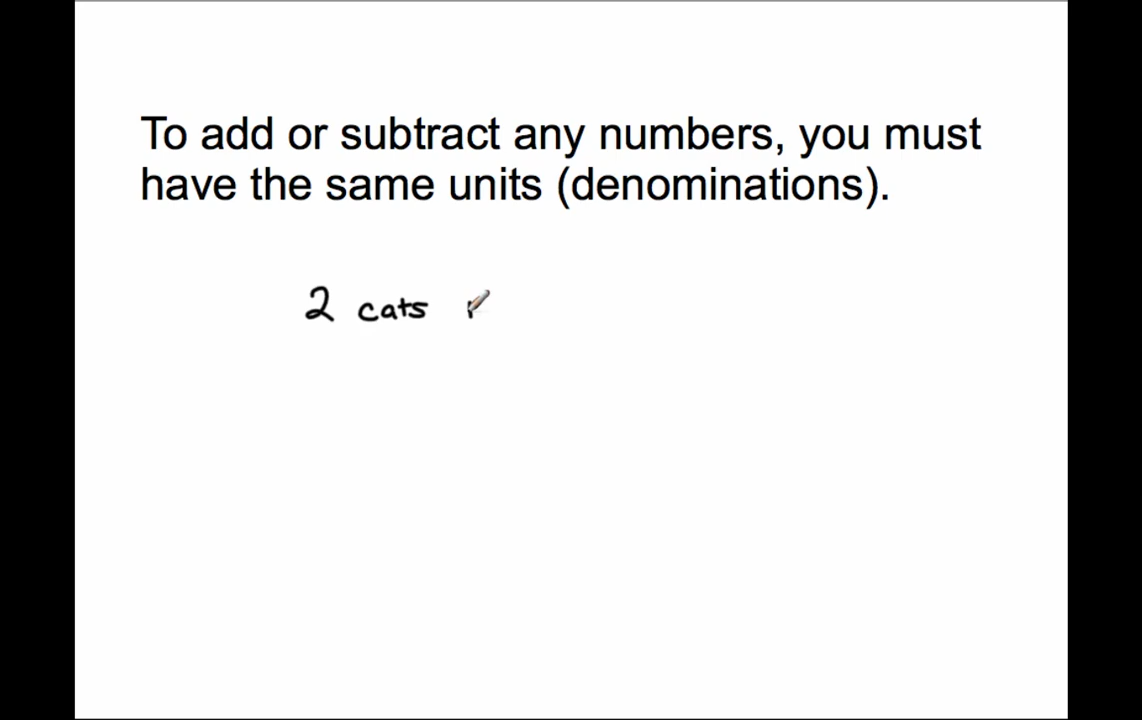 To add or subtract any numbers, you must
have the same units (denominations).
2 cats